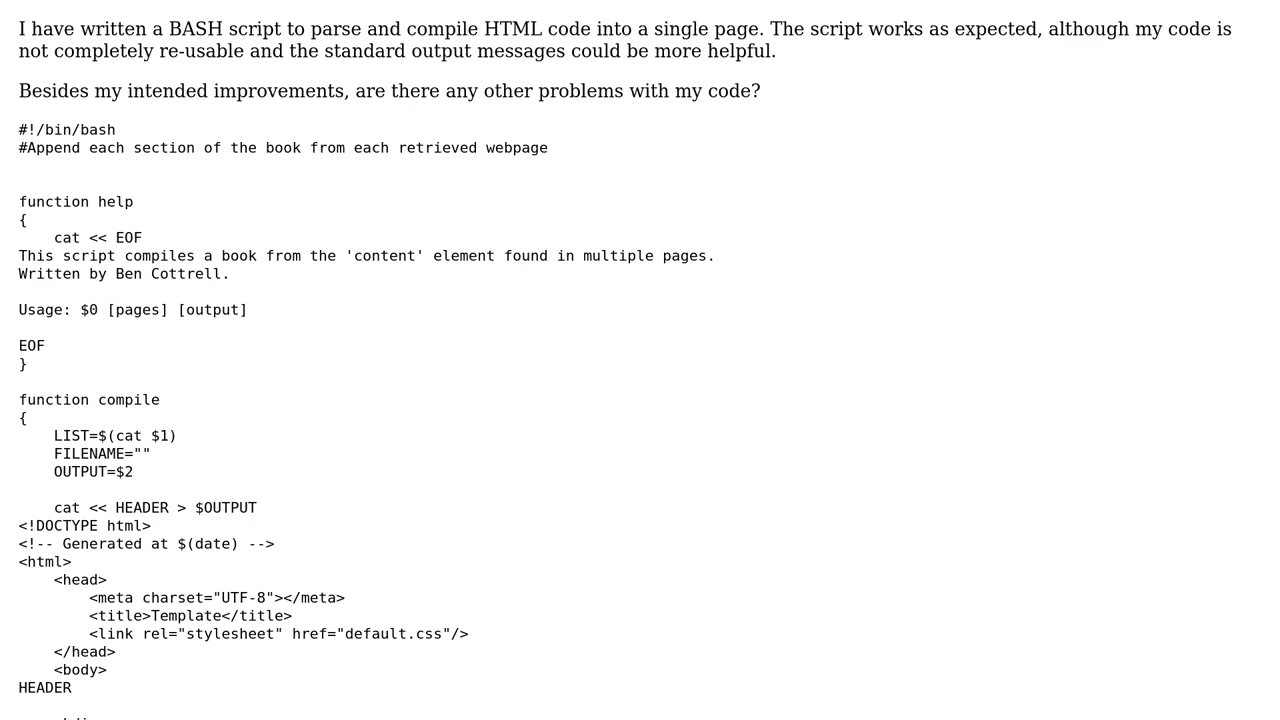 I have written a BASH script to parse and compile HTML code into a single page. The script works as expected, although my code is
not completely re-usable and the standard output messages could be more helpful.
Besides my intended improvements, are there any other problems with my code?
#!/bin/bash
#Append each section of the book from each retrieved webpage
function help
{
    cat << EOF
This script compiles a book from the 'content' element found in multiple pages.
Written by Ben Cottrell.
Usage: $0 [pages] [output]
EOF
}
function compile
{
    LIST=$(cat $1)
    FILENAME=""
    OUTPUT=$2
    cat << HEADER > $OUTPUT
<!DOCTYPE html>
<!-- Generated at $(date) -->
<html>
    <head>
        <meta charset="UTF-8"></meta>
        <title>Template</title>
        <link rel="stylesheet" href="default.css"/>
    </head>
    <body>
HEADER